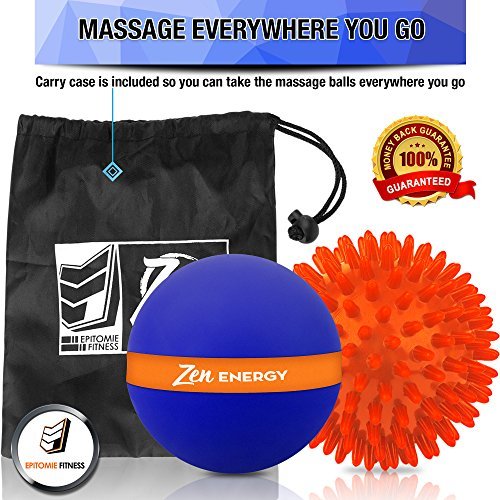 MASSAGE EVERYWHERE YOU GO
Carry case is included so you can take the massage balls everywhere you go
MONEY BACK GUARANTEE
100%
GUARANTEED
EPITOMIE
FITNESS
Zen
Zen ENERGY
EPITOMIE FITNESS